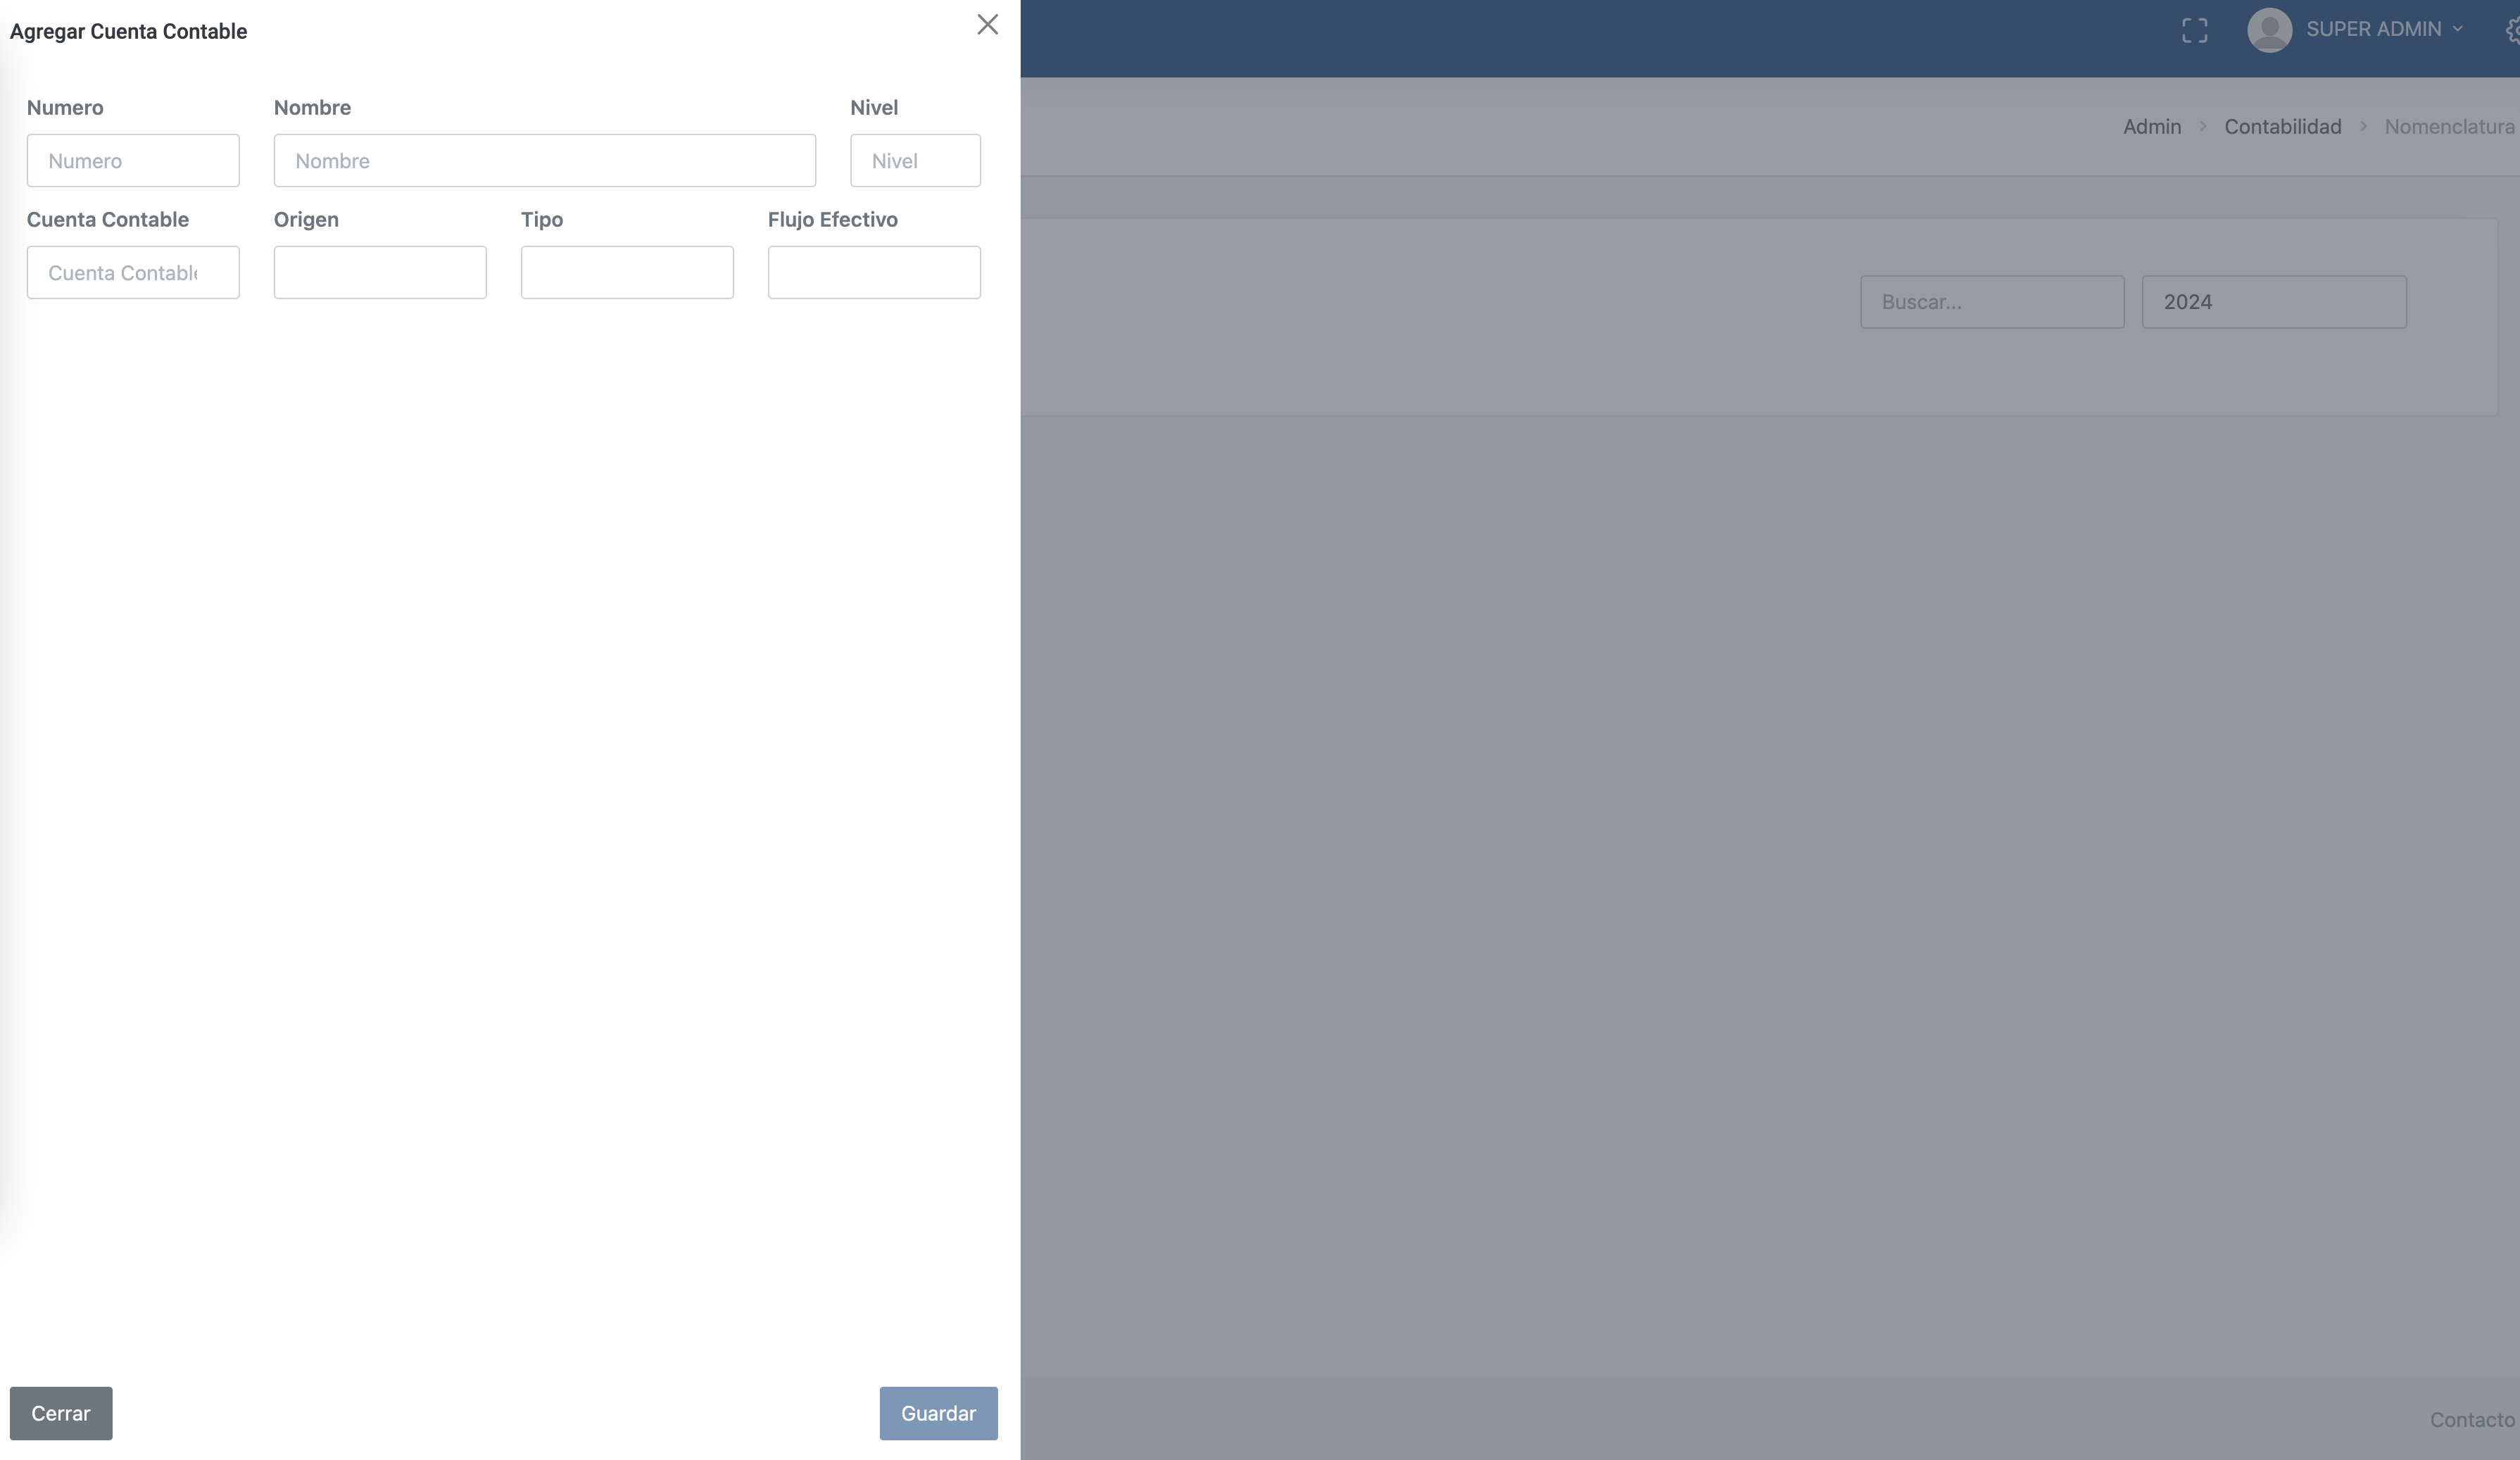 Agregar Cuenta Contable
SUPER ADMIN
Admin > Contabilidad > Nomenclatura
Numero Nombre Nivel
Numero Nombre Nivel
Cuenta Contable Origen Tipo Flujo Efectivo
Cuenta Contable
Buscar... 2024
Cerrar Guardar
Contacto